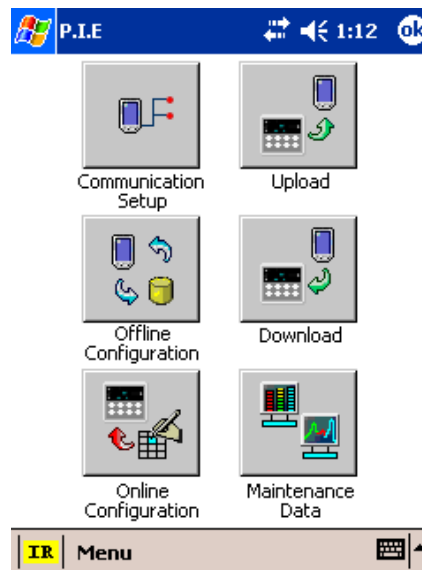 P.I.E 1:12 ok
Communication Setup
Upload
Offline Configuration
Download
Online Configuration
Maintenance Data
IR Menu